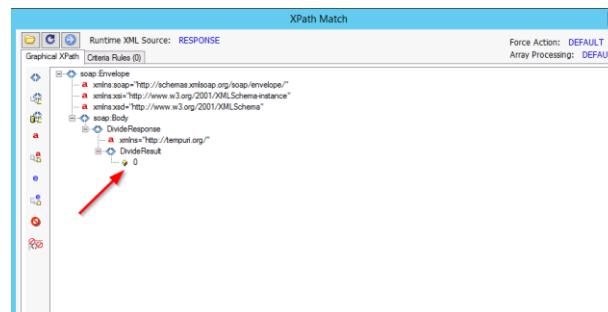 XPath Match
Runtime XML Source: RESPONSE
Force Action: DEFAULT
Array Processing: DEFAU
Graphical XPath Criteria Rules (0)
soap:Envelope
a xmlns:soap="http://schemas.xmlsoap.org/soap/envelope/"
a xmlns:xsi="http://www.w3.org/2001/XMLSchema-instance"
a xmlns:xsd="http://www.w3.org/2001/XMLSchema"
soap:Body
DivideResponse
a xmlns="http://tempuri.org/"
DivideResult
0
a
a
e
e